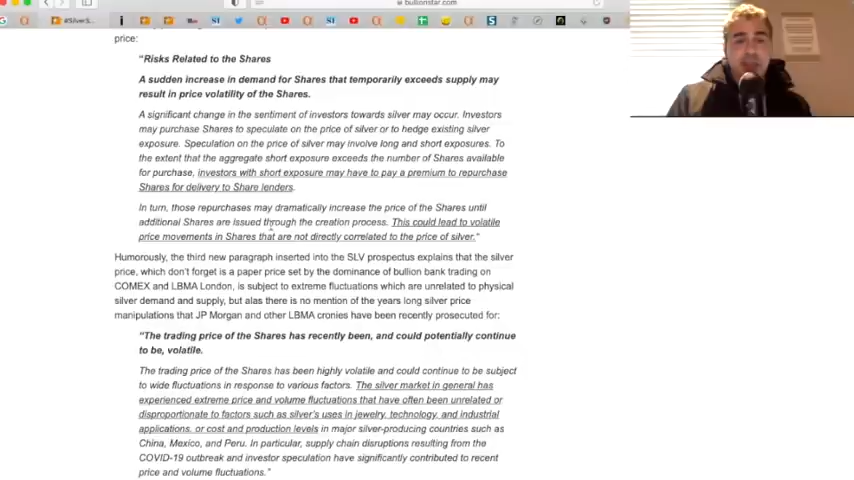 bullionstar.com
#SilverS...
price:
"Risks Related to the Shares
A sudden increase in demand for Shares that temporarily exceeds supply may
result in price volatility of the Shares.
A significant change in the sentiment of investors towards silver may occur. Investors
may purchase Shares to speculate on the price of silver or to hedge existing silver
exposure. Speculation on the price of silver may involve long and short exposures. To
the extent that the aggregate short exposure exceeds the number of Shares available
for purchase, investors with short exposure may have to pay a premium to repurchase
Shares for delivery to Share lenders.
In turn, those repurchases may dramatically increase the price of the Shares until
additional Shares are issued through the creation process. This could lead to volatile
price movements in Shares that are not directly correlated to the price of silver."
Humorously, the third new paragraph inserted into the SLV prospectus explains that the silver
price, which don't forget is a paper price set by the dominance of bullion bank trading on
COMEX and LBMA London, is subject to extreme fluctuations which are unrelated to physical
silver demand and supply, but alas there is no mention of the years long silver price
manipulations that JP Morgan and other LBMA cronies have been recently prosecuted for:
"The trading price of the Shares has recently been, and could potentially continue
to be, volatile.
The trading price of the Shares has been highly volatile and could continue to be subject
to wide fluctuations in response to various factors. The silver market in general has
experienced extreme price and volume fluctuations that have often been unrelated or
disproportionate to factors such as silver's uses in jewelry, technology, and industrial
applications, or cost and production levels in major silver-producing countries such as
China, Mexico, and Peru. In particular, supply chain disruptions resulting from the
COVID-19 outbreak and investor speculation have significantly contributed to recent
price and volume fluctuations."